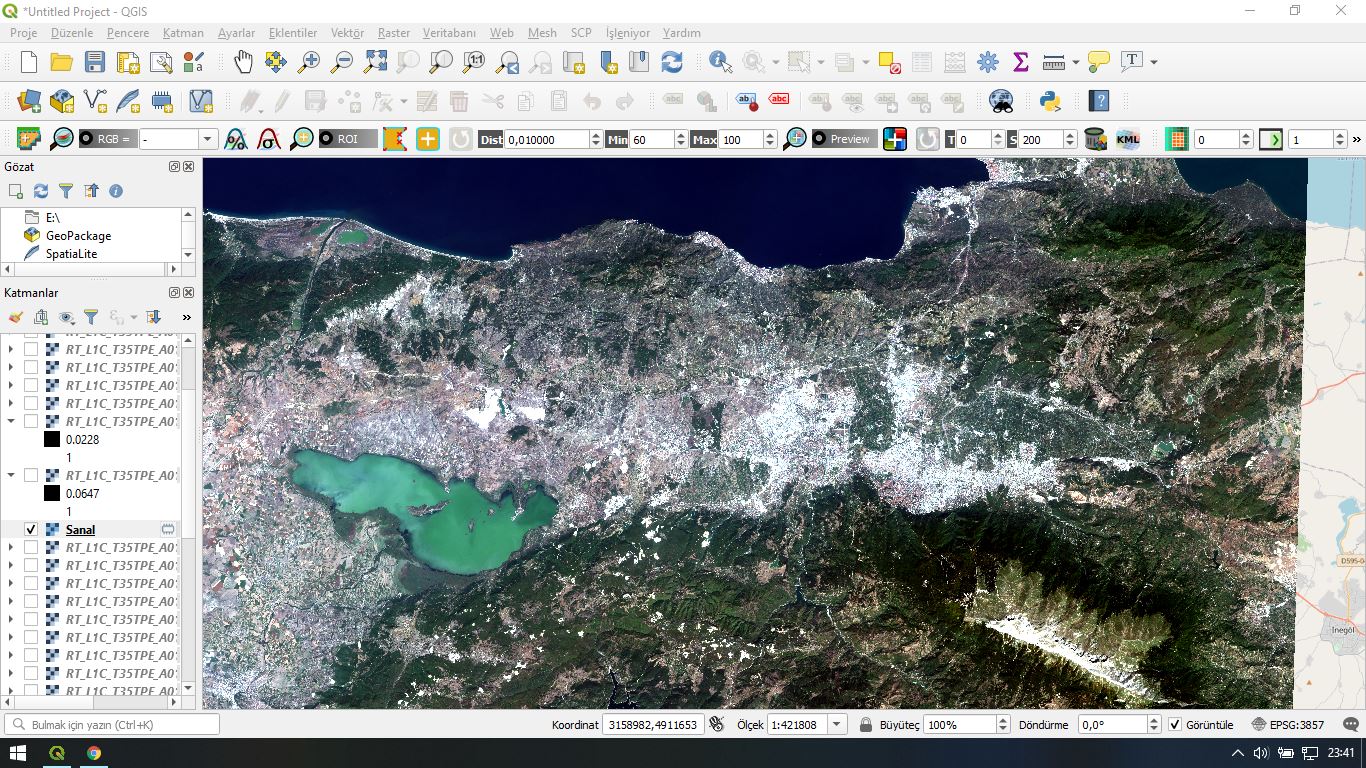 *Untitled Project - QGIS
Proje Düzenle Pencere Katman Ayarlar Eklentiler Vektör Raster Veritabanı Web Mesh SCP İşleniyor Yardım
RGB = - ROI Dist 0,010000 Min 60 Max 100 Preview T 0 S 200 KML 0 1 »
Gözat
E:\
GeoPackage
SpatiaLite
Katmanlar
»
RT_L1C_T35TPE_A0
RT_L1C_T35TPE_A0
RT_L1C_T35TPE_A0
RT_L1C_T35TPE_A0
RT_L1C_T35TPE_A0
RT_L1C_T35TPE_A0
0.0228
1
RT_L1C_T35TPE_A0
0.0647
1
Sanal
RT_L1C_T35TPE_A0
RT_L1C_T35TPE_A0
RT_L1C_T35TPE_A0
RT_L1C_T35TPE_A0
RT_L1C_T35TPE_A0
RT_L1C_T35TPE_A0
RT_L1C_T35TPE_A0
RT_L1C_T35TPE_A0
RT_L1C_T35TPE_A0
D595-0
İnegöl
Bulmak için yazın (Ctrl+K) Koordinat 3158982,4911653 Ölçek 1:421808 Büyüteç 100% Döndürme 0,0° Görüntüle EPSG:3857
23:41